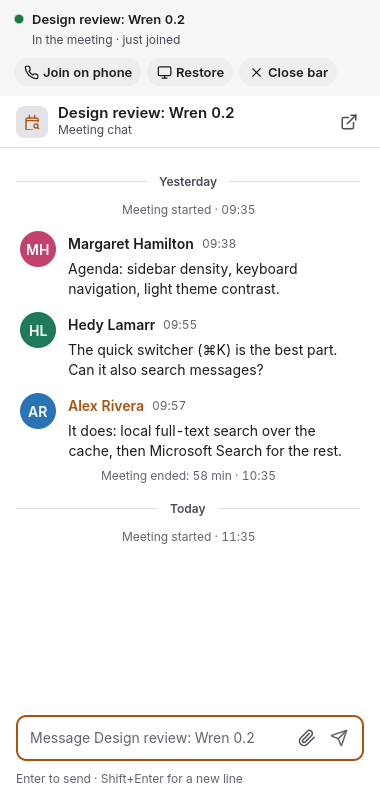 Design review: Wren 0.2
In the meeting · just joined
Join on phone
Restore
Close bar
Design review: Wren 0.2
Meeting chat
Yesterday
Meeting started · 09:35
MH
Margaret Hamilton 09:38
Agenda: sidebar density, keyboard
navigation, light theme contrast.
HL
Hedy Lamarr 09:55
The quick switcher (⌘K) is the best part.
Can it also search messages?
AR
Alex Rivera 09:57
It does: local full-text search over the
cache, then Microsoft Search for the rest.
Meeting ended: 58 min · 10:35
Today
Meeting started · 11:35
Message Design review: Wren 0.2
Enter to send · Shift+Enter for a new line